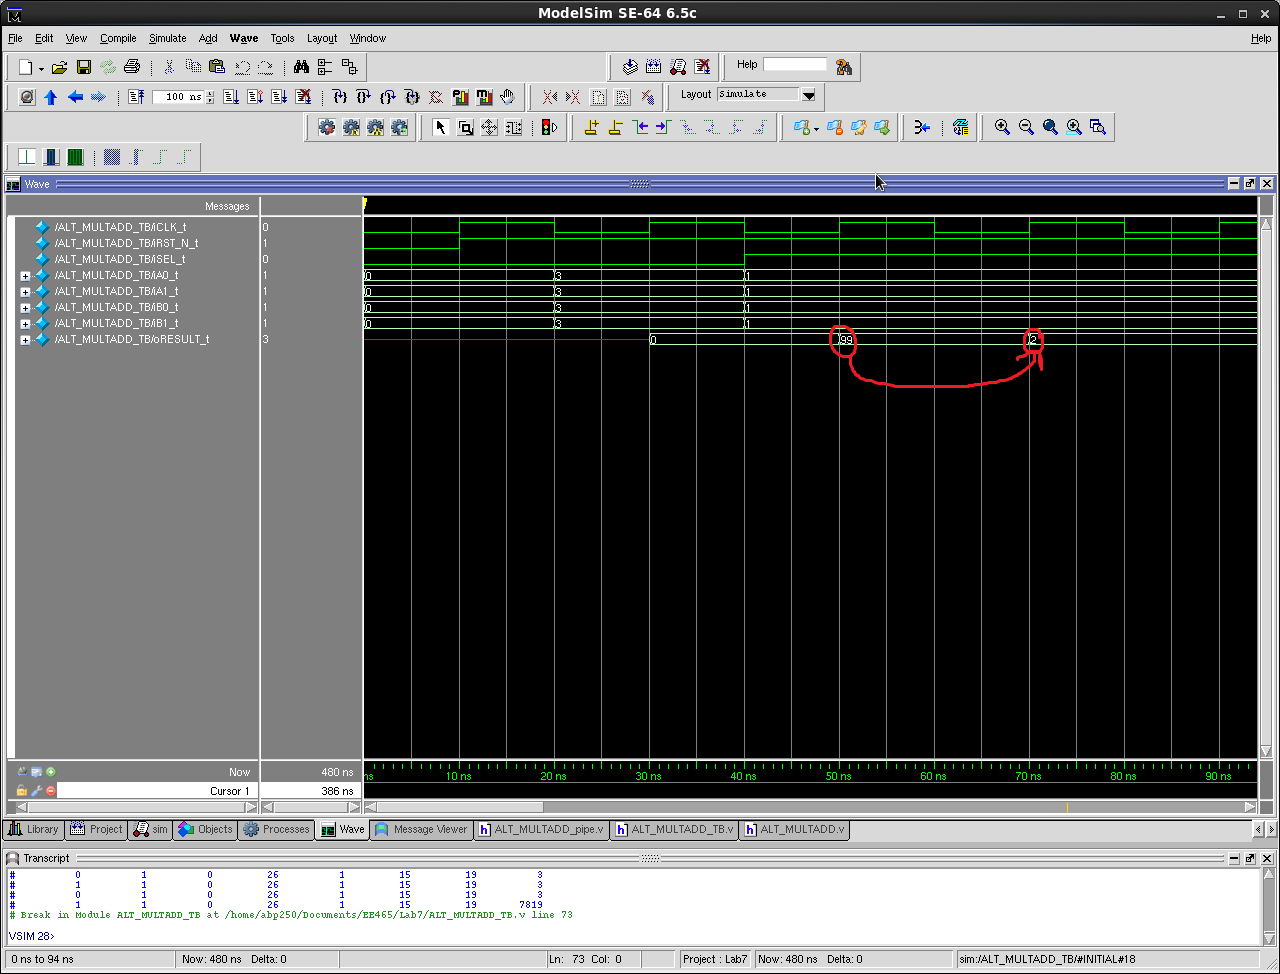 ModelSim SE-64 6.5c
File Edit View Compile Simulate Add Wave Tools Layout Window Help
Help
100 ns
Layout Simulate
Wave
Messages
/ALT_MULTADD_TB/iCLK_t 0
/ALT_MULTADD_TB/iRST_N_t 1
/ALT_MULTADD_TB/iSEL_t 0
/ALT_MULTADD_TB/iA0_t 1 0 3 1
/ALT_MULTADD_TB/iA1_t 1 0 3 1
/ALT_MULTADD_TB/iB0_t 1 0 3 1
/ALT_MULTADD_TB/iB1_t 1 0 3 1
/ALT_MULTADD_TB/oRESULT_t 3 0 99 2
Now 480 ns ns 10 ns 20 ns 30 ns 40 ns 50 ns 60 ns 70 ns 80 ns 90 ns
Cursor 1 386 ns
Library Project sim Objects Processes Wave Message Viewer ALT_MULTADD_pipe.v ALT_MULTADD_TB.v ALT_MULTADD.v
Transcript
# 0 1 0 26 1 15 19 3
# 1 1 0 26 1 15 19 3
# 0 1 0 26 1 15 19 3
# 1 1 0 26 1 15 19 7819
# Break in Module ALT_MULTADD_TB at /home/abp250/Documents/EE465/Lab7/ALT_MULTADD_TB.v line 73
VSIM 28>
0 ns to 94 ns Now: 480 ns Delta: 0 Ln: 73 Col: 0 Project : Lab7 Now: 480 ns Delta: 0 sim:/ALT_MULTADD_TB/#INITIAL#18